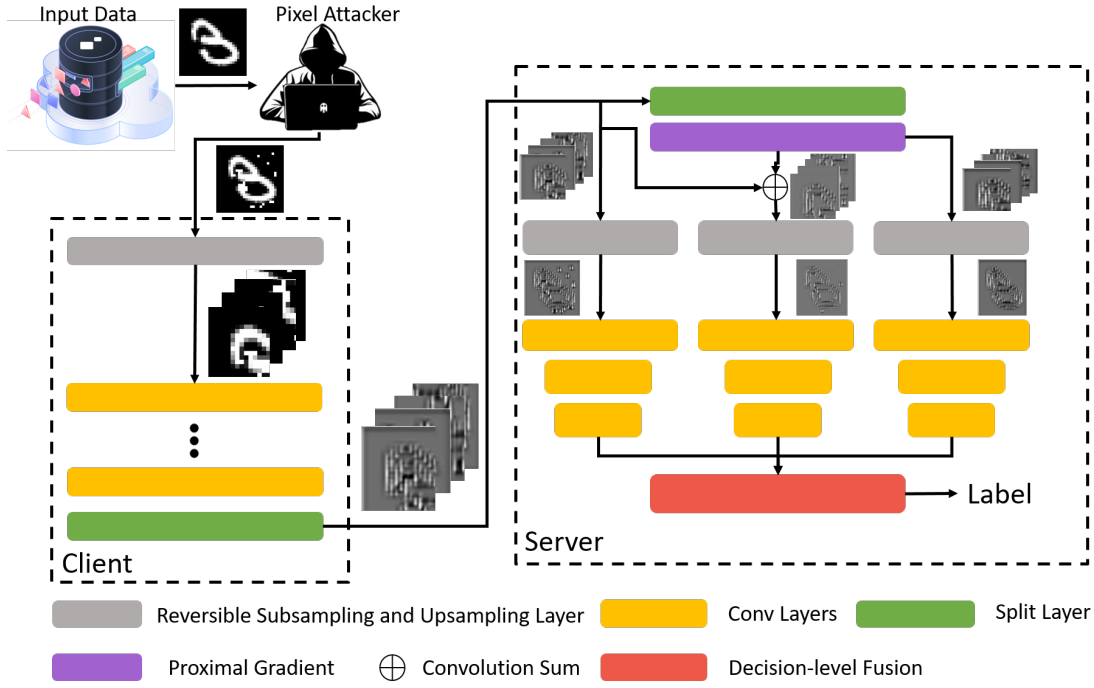 Input Data
Pixel Attacker
Client
Server
Label
Reversible Subsampling and Upsampling Layer
Conv Layers
Split Layer
Proximal Gradient
Convolution Sum
Decision-level Fusion